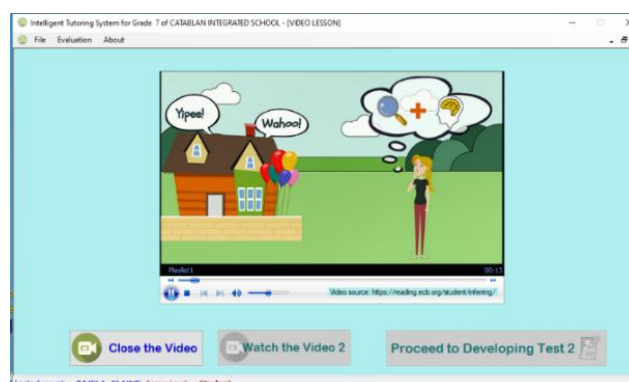 Intelligent Tutoring System for Grade 7 of CATABLAN INTEGRATED SCHOOL - [VIDEO LESSON]
File Evaluation About
Yipee!
Wahoo!
Playlist1
00:13
Video source: https://reading.ecb.org/student/inferring/
Close the Video
Watch the Video 2
Proceed to Developing Test 2